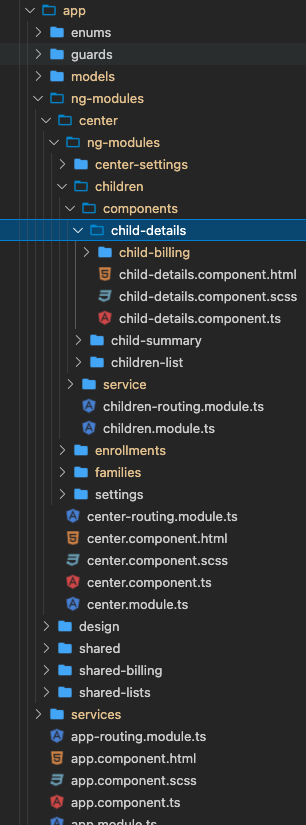 app
enums
guards
models
ng-modules
center
ng-modules
center-settings
children
components
child-details
child-billing
child-details.component.html
child-details.component.scss
child-details.component.ts
child-summary
children-list
service
children-routing.module.ts
children.module.ts
enrollments
families
settings
center-routing.module.ts
center.component.html
center.component.scss
center.component.ts
center.module.ts
design
shared
shared-billing
shared-lists
services
app-routing.module.ts
app.component.html
app.component.scss
app.component.ts
app.module.ts